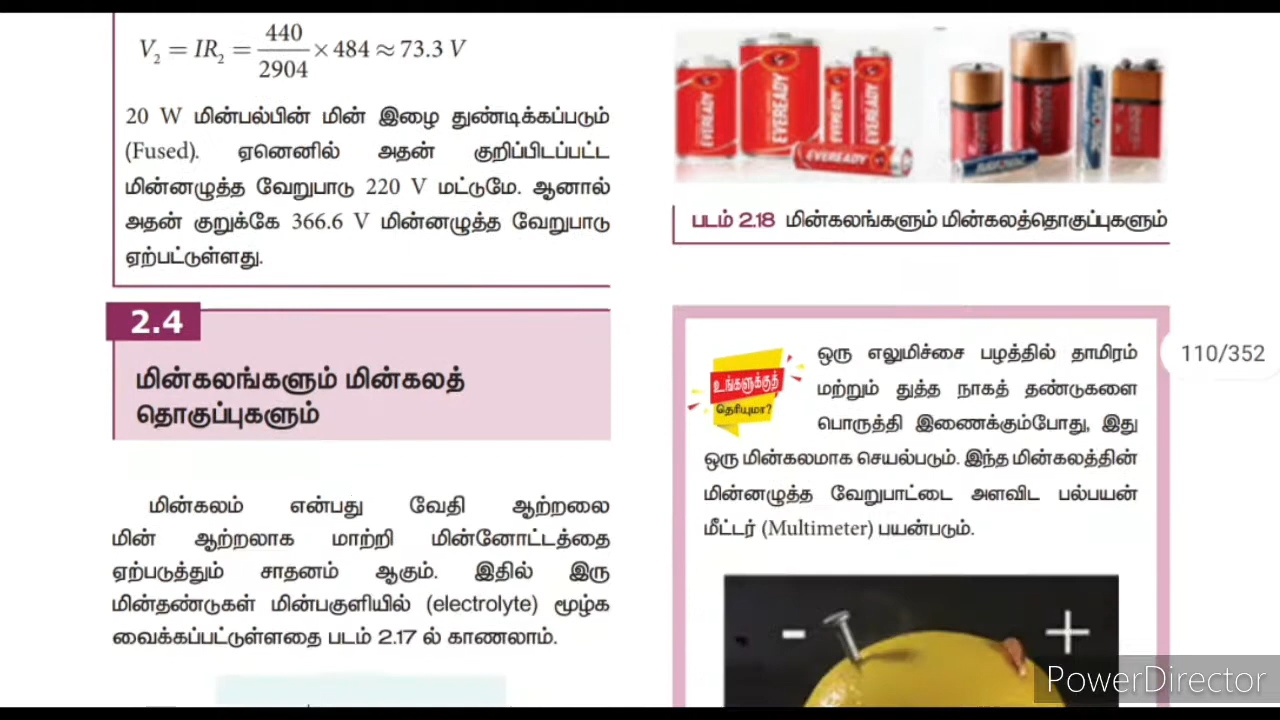 V₂ = IR₂ = 440/2904 × 484 ≈ 73.3 V
20 W மின்பல்பின் மின் இழை துண்டிக்கப்படும்
(Fused). ஏனெனில் அதன் குறிப்பிடப்பட்ட
மின்னழுத்த வேறுபாடு 220 V மட்டுமே. ஆனால்
அதன் குறுக்கே 366.6 V மின்னழுத்த வேறுபாடு
ஏற்பட்டுள்ளது.
2.4
மின்கலங்களும் மின்கலத்
தொகுப்புகளும்
மின்கலம் என்பது வேதி ஆற்றலை
மின் ஆற்றலாக மாற்றி மின்னோட்டத்தை
ஏற்படுத்தும் சாதனம் ஆகும். இதில் இரு
மின்தண்டுகள் மின்பகுளியில் (electrolyte) மூழ்க
வைக்கப்பட்டுள்ளதை படம் 2.17 ல் காணலாம்.
EVEREADY
EVEREADY
EVEREADY
EVEREADY
EVEREADY
படம் 2.18 மின்கலங்களும் மின்கலத்தொகுப்புகளும்
உங்களுக்குத்
தெரியுமா?
ஒரு எலுமிச்சை பழத்தில் தாமிரம்
மற்றும் துத்த நாகத் தண்டுகளை
பொருத்தி இணைக்கும்போது, இது
ஒரு மின்கலமாக செயல்படும். இந்த மின்கலத்தின்
மின்னழுத்த வேறுபாட்டை அளவிட பல்பயன்
மீட்டர் (Multimeter) பயன்படும்.
- +
110/352
PowerDirector